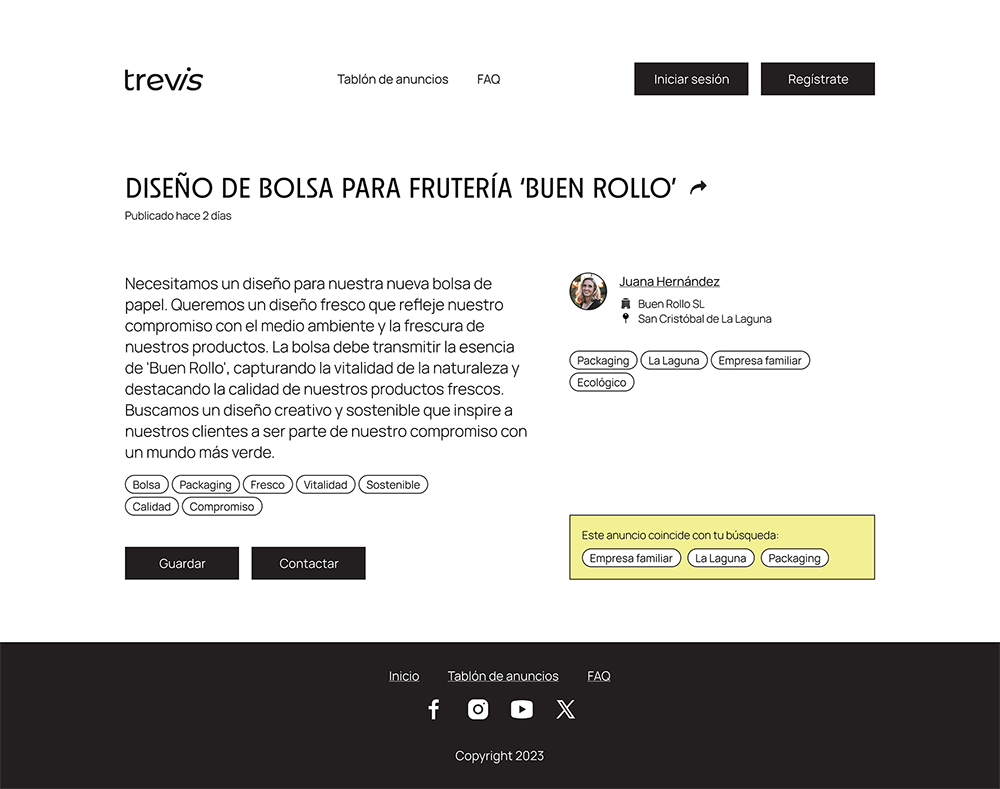 trevis
Tablón de anuncios
FAQ
Iniciar sesión
Regístrate
DISEÑO DE BOLSA PARA FRUTERÍA ‘BUEN ROLLO’
Publicado hace 2 días
Necesitamos un diseño para nuestra nueva bolsa de
papel. Queremos un diseño fresco que refleje nuestro
compromiso con el medio ambiente y la frescura de
nuestros productos. La bolsa debe transmitir la esencia
de 'Buen Rollo', capturando la vitalidad de la naturaleza y
destacando la calidad de nuestros productos frescos.
Buscamos un diseño creativo y sostenible que inspire a
nuestros clientes a ser parte de nuestro compromiso con
un mundo más verde.
Bolsa Packaging Fresco Vitalidad Sostenible
Calidad Compromiso
Guardar Contactar
Juana Hernández
Buen Rollo SL
San Cristóbal de La Laguna
Packaging La Laguna Empresa familiar
Ecológico
Este anuncio coincide con tu búsqueda:
Empresa familiar La Laguna Packaging
Inicio Tablón de anuncios FAQ
Copyright 2023